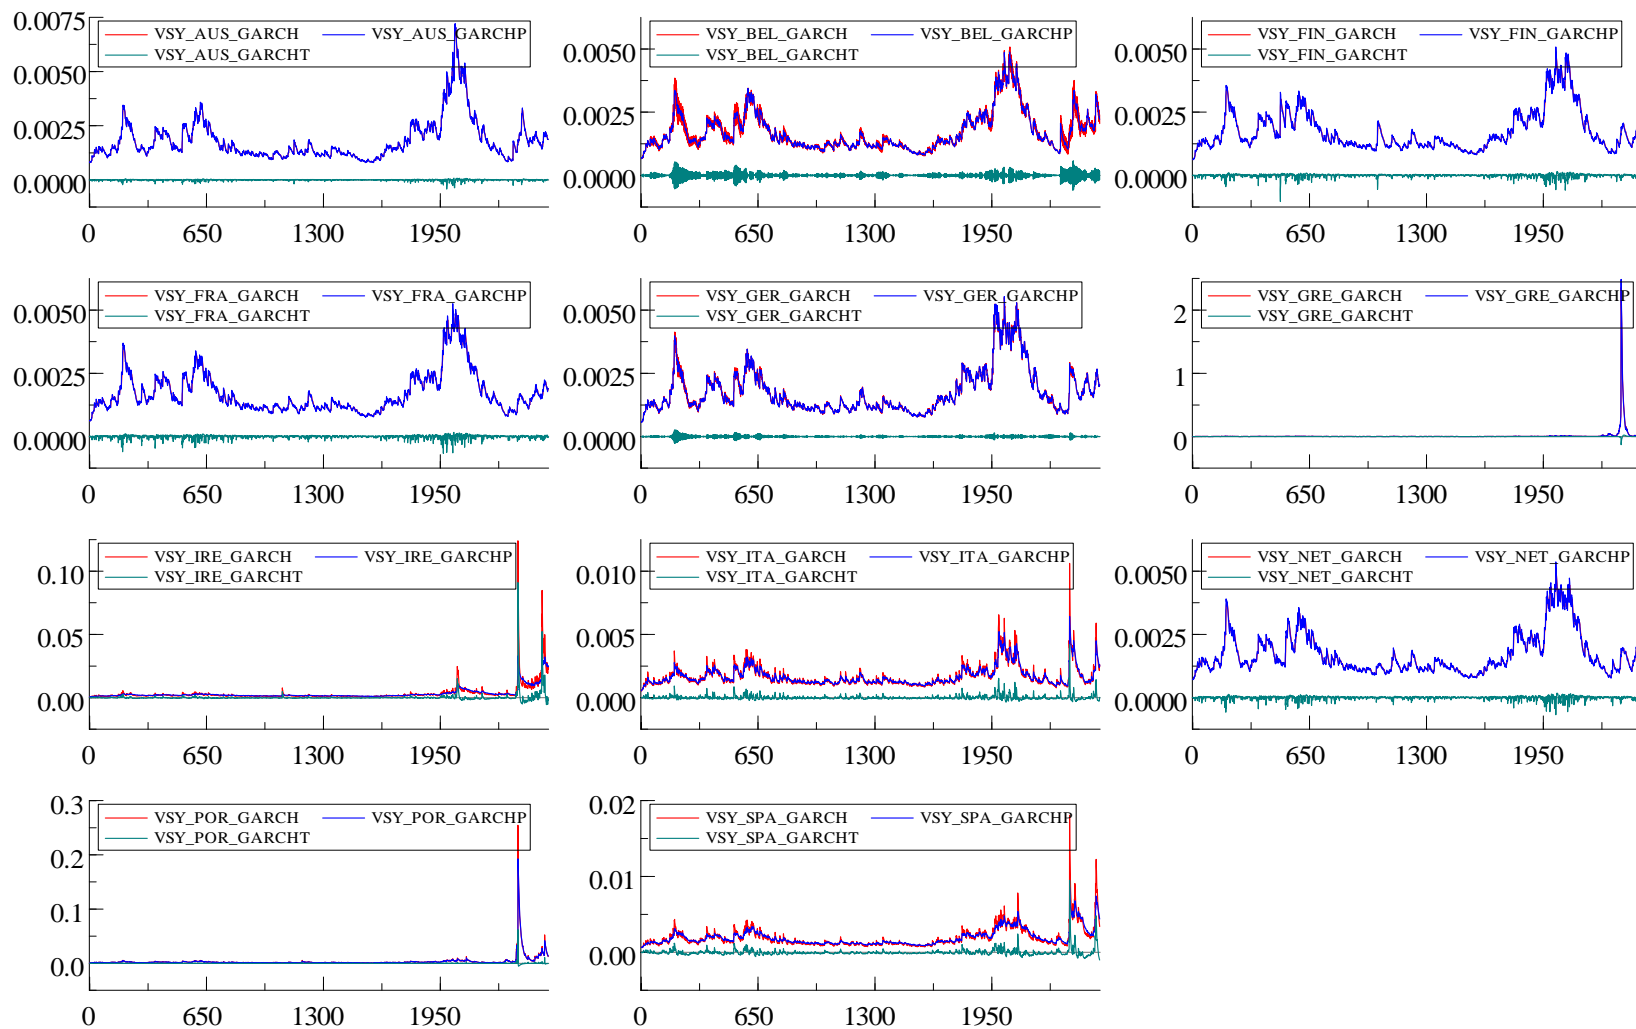 0.0075 VSY_AUS_GARCH VSY_AUS_GARCHP
VSY_AUS_GARCHT
0.0050
0.0025
0.0000
0 650 1300 1950
VSY_BEL_GARCH VSY_BEL_GARCHP
0.0050 VSY_BEL_GARCHT
0.0025
0.0000
0 650 1300 1950
VSY_FIN_GARCH VSY_FIN_GARCHP
0.0050 VSY_FIN_GARCHT
0.0025
0.0000
0 650 1300 1950
VSY_FRA_GARCH VSY_FRA_GARCHP
0.0050 VSY_FRA_GARCHT
0.0025
0.0000
0 650 1300 1950
VSY_GER_GARCH VSY_GER_GARCHP
0.0050 VSY_GER_GARCHT
0.0025
0.0000
0 650 1300 1950
VSY_GRE_GARCH VSY_GRE_GARCHP
2 VSY_GRE_GARCHT
1
0
0 650 1300 1950
VSY_IRE_GARCH VSY_IRE_GARCHP
0.10 VSY_IRE_GARCHT
0.05
0.00
0 650 1300 1950
VSY_ITA_GARCH VSY_ITA_GARCHP
0.010 VSY_ITA_GARCHT
0.005
0.000
0 650 1300 1950
VSY_NET_GARCH VSY_NET_GARCHP
0.0050 VSY_NET_GARCHT
0.0025
0.0000
0 650 1300 1950
0.3 VSY_POR_GARCH VSY_POR_GARCHP
VSY_POR_GARCHT
0.2
0.1
0.0
0 650 1300 1950
0.02 VSY_SPA_GARCH VSY_SPA_GARCHP
VSY_SPA_GARCHT
0.01
0.00
0 650 1300 1950